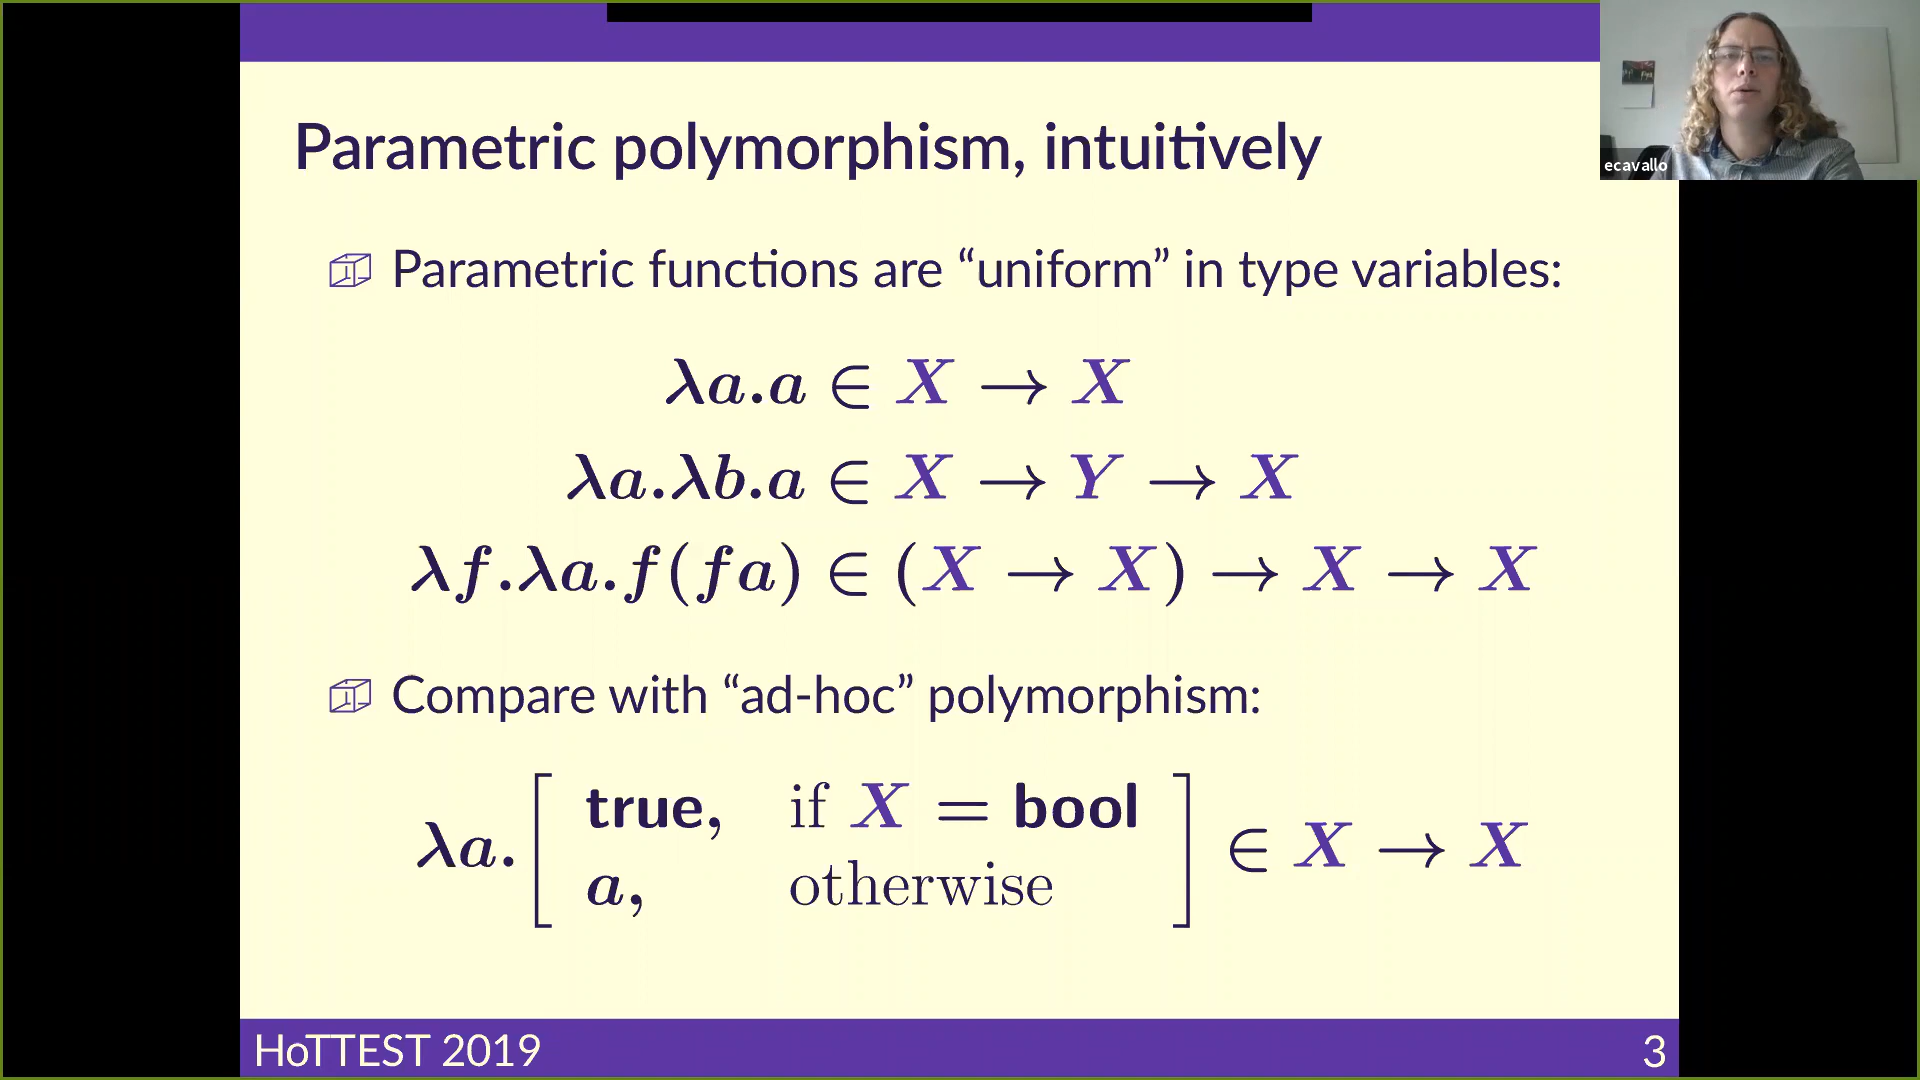 Parametric polymorphism, intuitively
ecavallo
Parametric functions are “uniform” in type variables:
λa.a ∈ X → X
λa.λb.a ∈ X → Y → X
λf.λa.f(fa) ∈ (X → X) → X → X
Compare with “ad-hoc” polymorphism:
λa. [ true, if X = bool
a, otherwise ] ∈ X → X
HoTTEST 2019
3